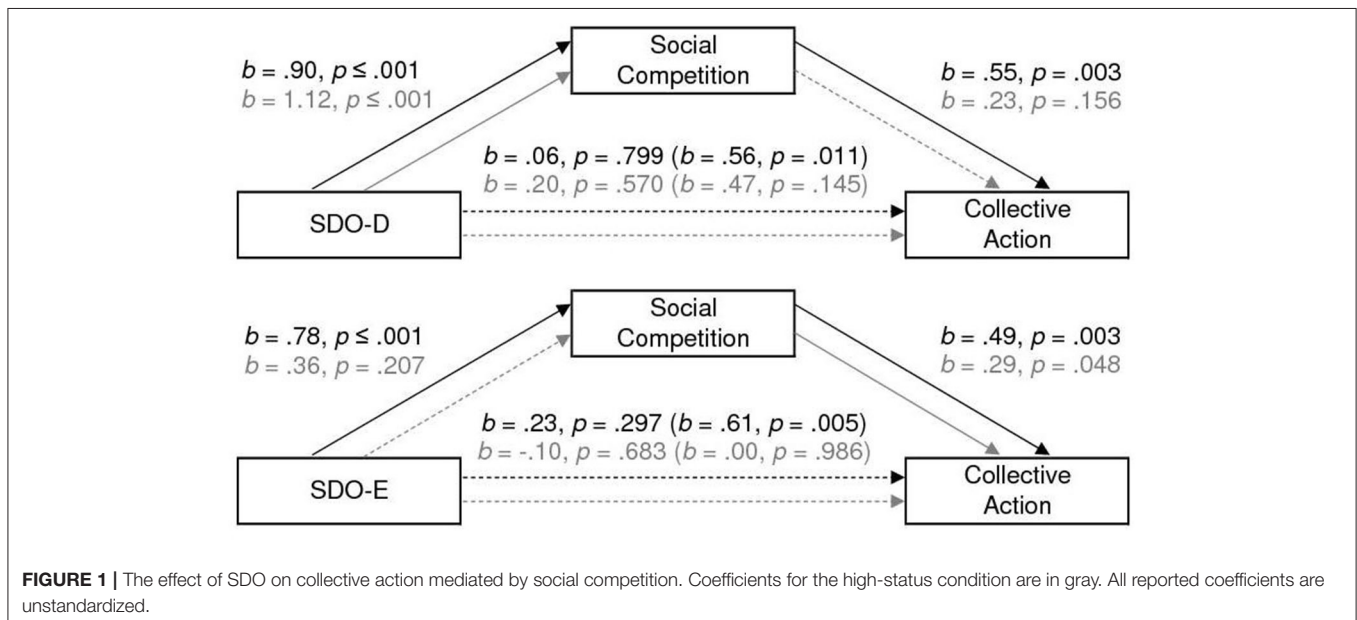 Social
Competition
b = .90, p ≤ .001
b = 1.12, p ≤ .001
b = .55, p = .003
b = .23, p = .156
b = .06, p = .799 (b = .56, p = .011)
b = .20, p = .570 (b = .47, p = .145)
SDO-D
Collective
Action
Social
Competition
b = .78, p ≤ .001
b = .36, p = .207
b = .49, p = .003
b = .29, p = .048
b = .23, p = .297 (b = .61, p = .005)
b = -.10, p = .683 (b = .00, p = .986)
SDO-E
Collective
Action
FIGURE 1 | The effect of SDO on collective action mediated by social competition. Coefficients for the high-status condition are in gray. All reported coefficients are
unstandardized.